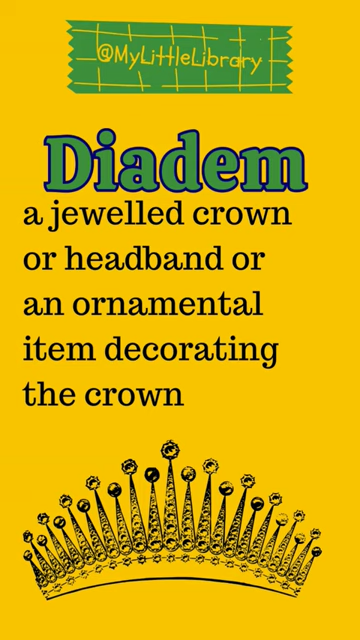 @MyLittleLibrary
Diadem
a jewelled crown
or headband or
an ornamental
item decorating
the crown